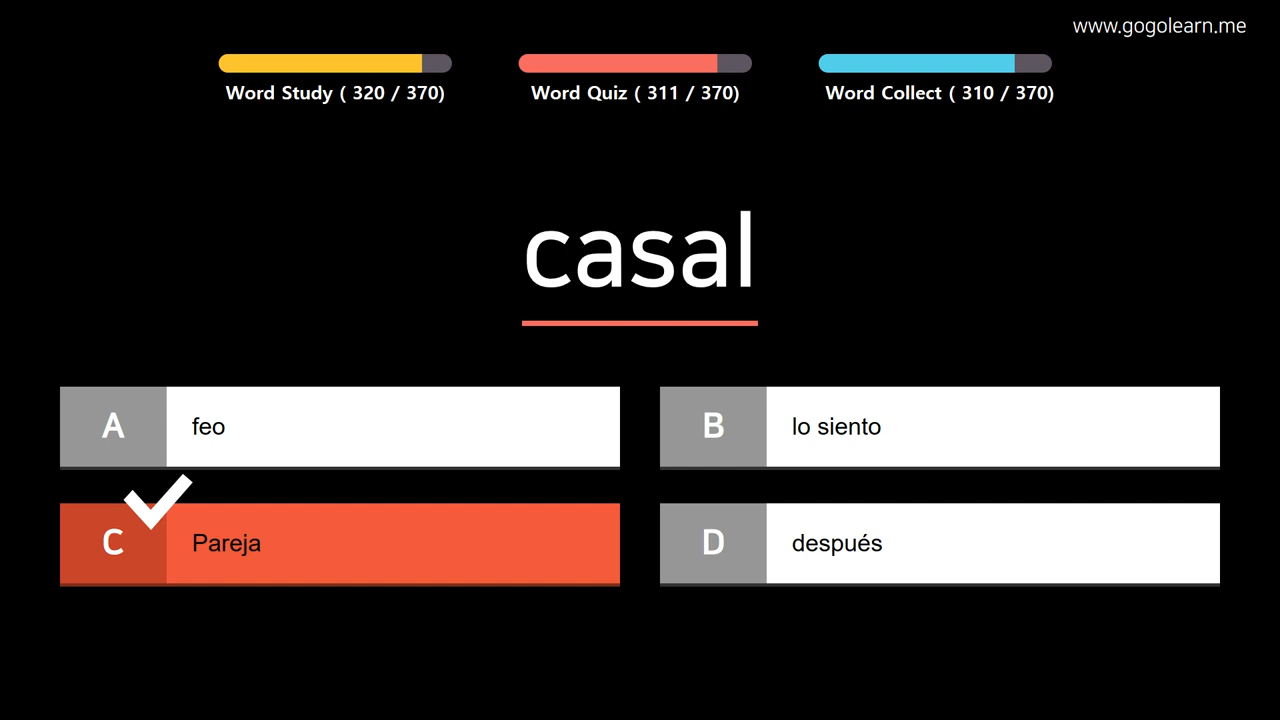 www.gogolearn.me
Word Study ( 320 / 370)
Word Quiz ( 311 / 370)
Word Collect ( 310 / 370)
casal
A feo
B lo siento
C Pareja
D después